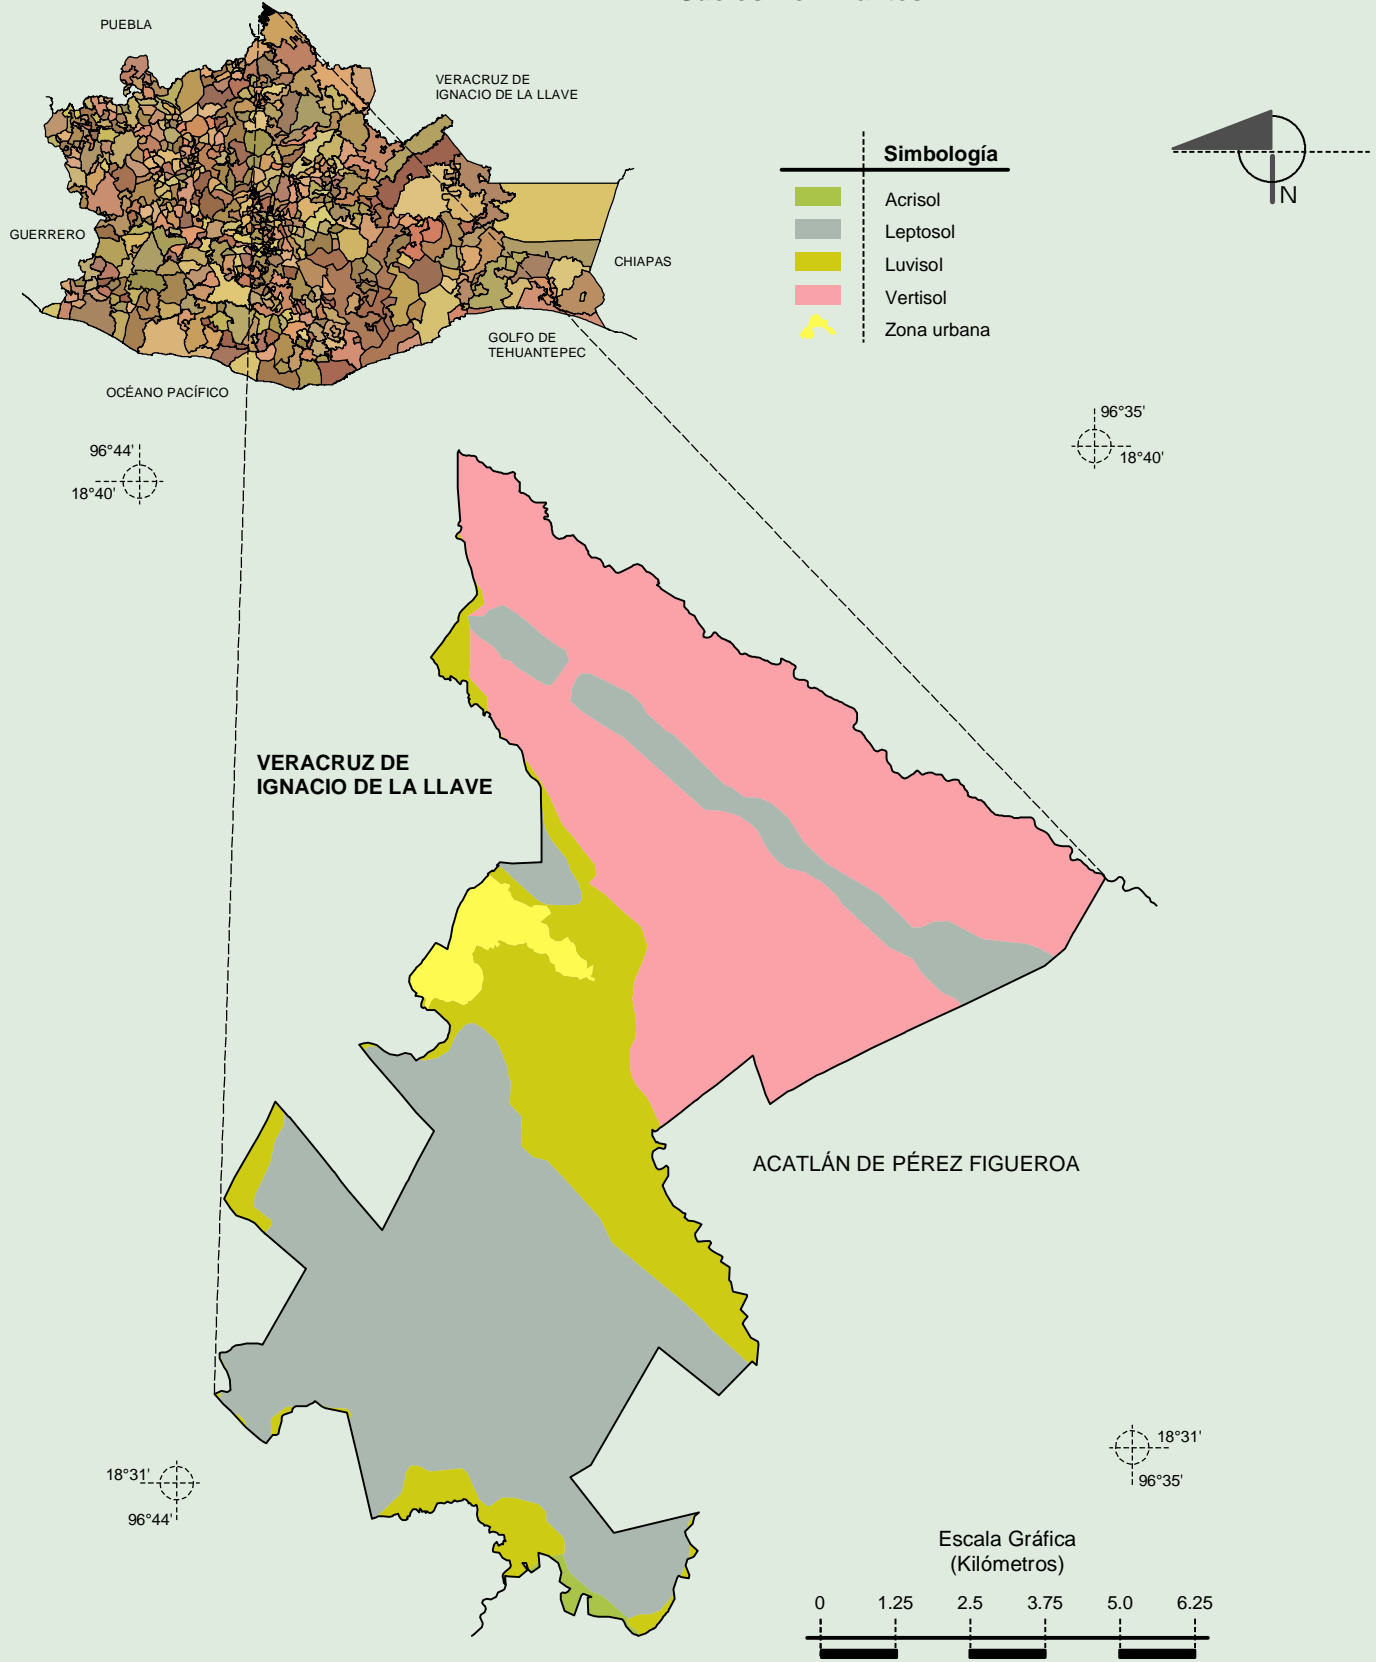 PUEBLA
VERACRUZ DE
IGNACIO DE LA LLAVE
GUERRERO
CHIAPAS
GOLFO DE
TEHUANTEPEC
OCÉANO PACÍFICO
Simbología
Acrisol
Leptosol
Luvisol
Vertisol
Zona urbana
N
96°44'
18°40'
96°35'
18°40'
VERACRUZ DE
IGNACIO DE LA LLAVE
ACATLÁN DE PÉREZ FIGUEROA
18°31'
96°44'
18°31'
96°35'
Escala Gráfica
(Kilómetros)
0 1.25 2.5 3.75 5.0 6.25